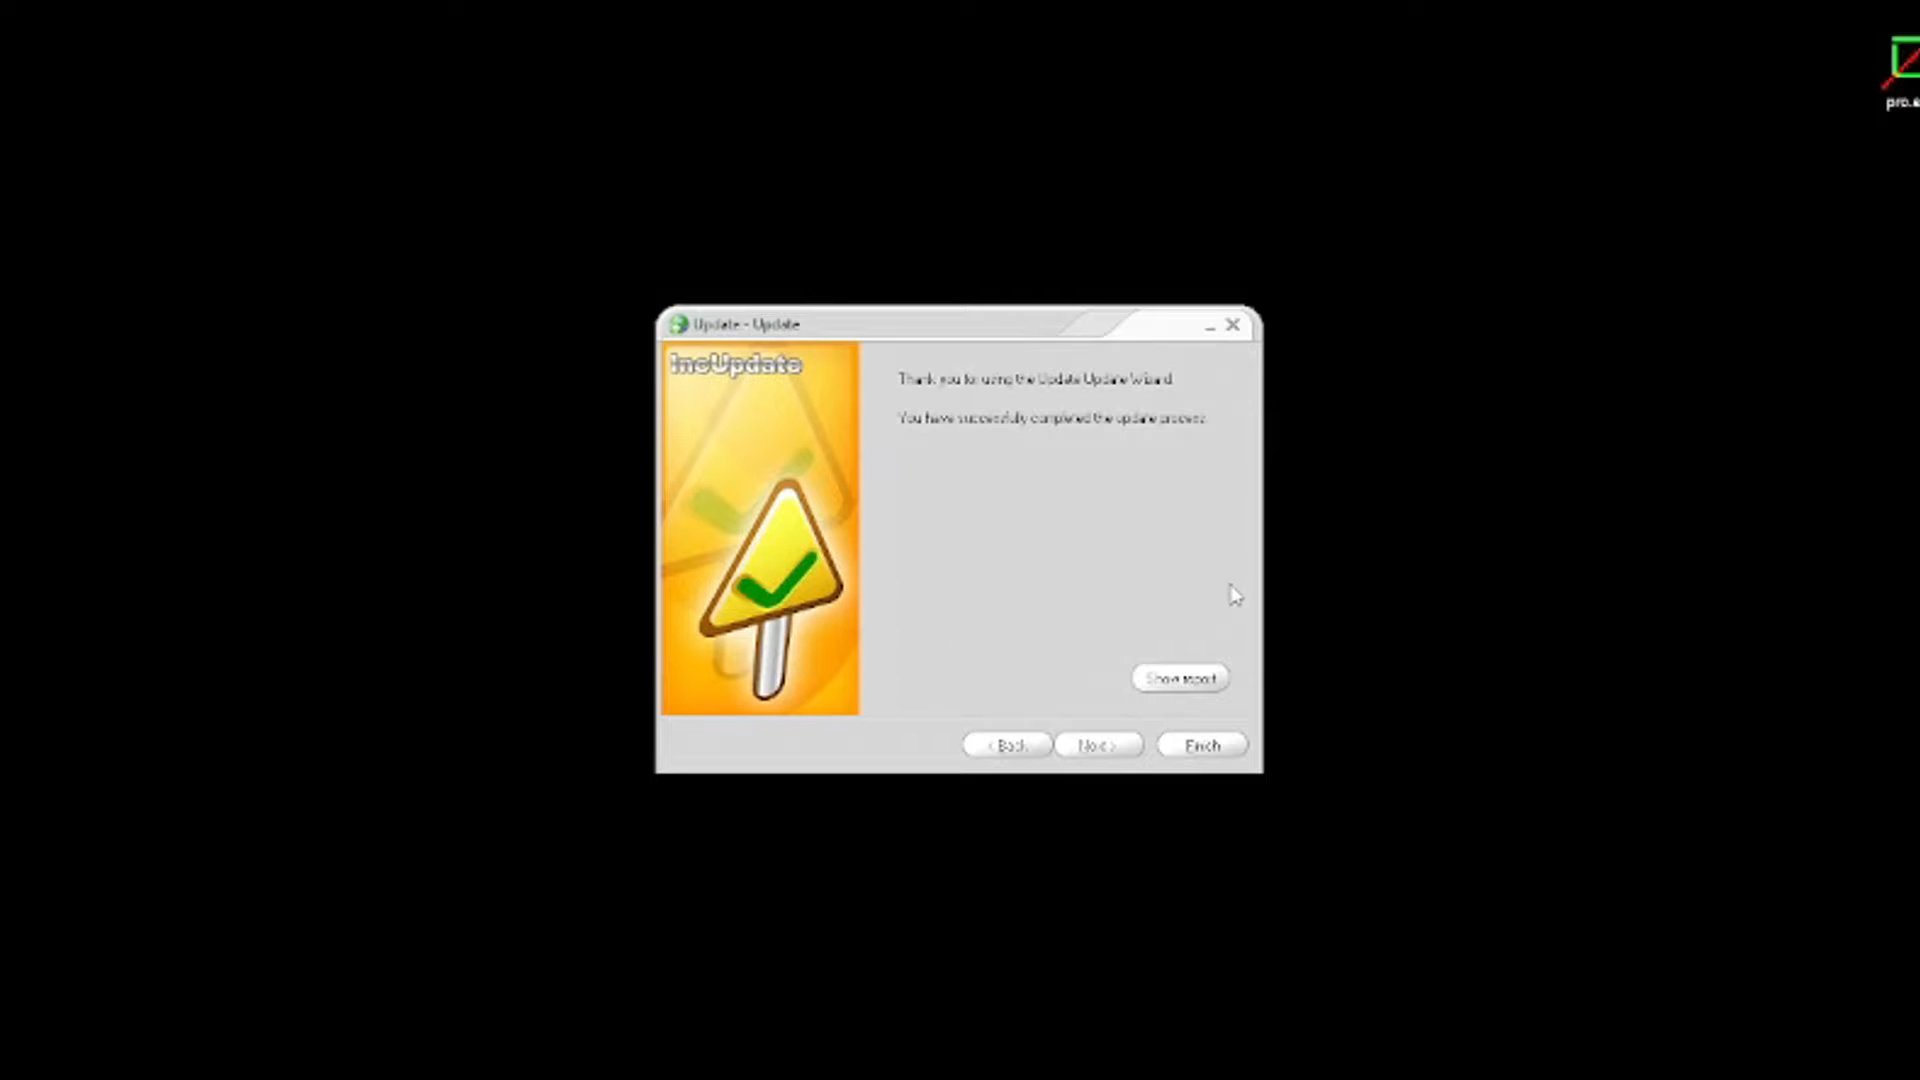 pro.e
Update - Update
IncUpdate
Thank you for using the Update Update Wizard.
You have successfully completed the update process.
Show report
< Back
Next >
Finish